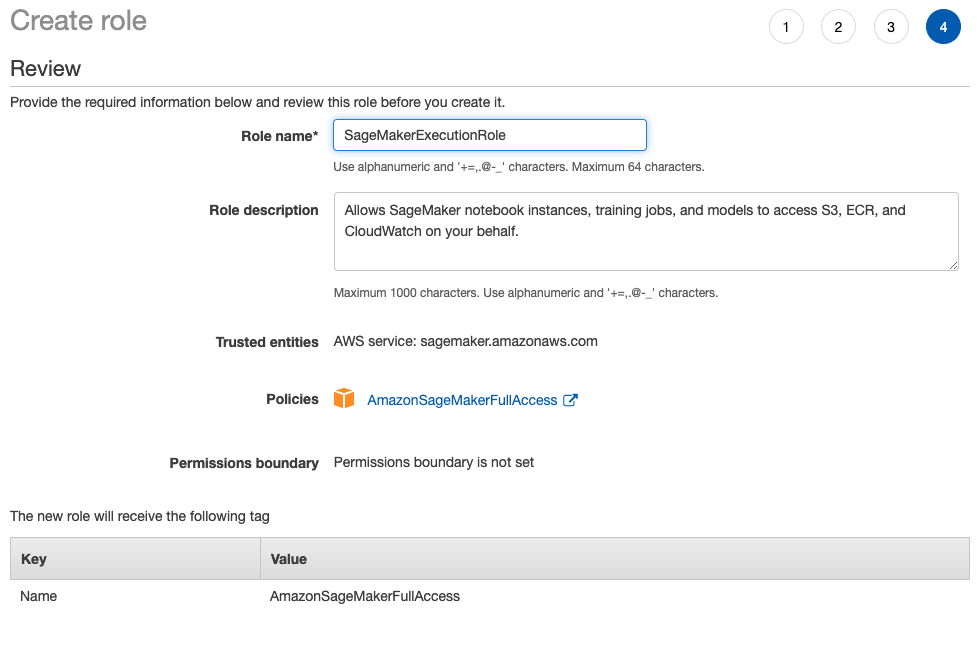 Create role
1 2 3 4
Review
Provide the required information below and review this role before you create it.
Role name* SageMakerExecutionRole
Use alphanumeric and '+=,.@-_' characters. Maximum 64 characters.
Role description Allows SageMaker notebook instances, training jobs, and models to access S3, ECR, and
CloudWatch on your behalf.
Maximum 1000 characters. Use alphanumeric and '+=,.@-_' characters.
Trusted entities AWS service: sagemaker.amazonaws.com
Policies AmazonSageMakerFullAccess
Permissions boundary Permissions boundary is not set
The new role will receive the following tag
Key Value
Name AmazonSageMakerFullAccess